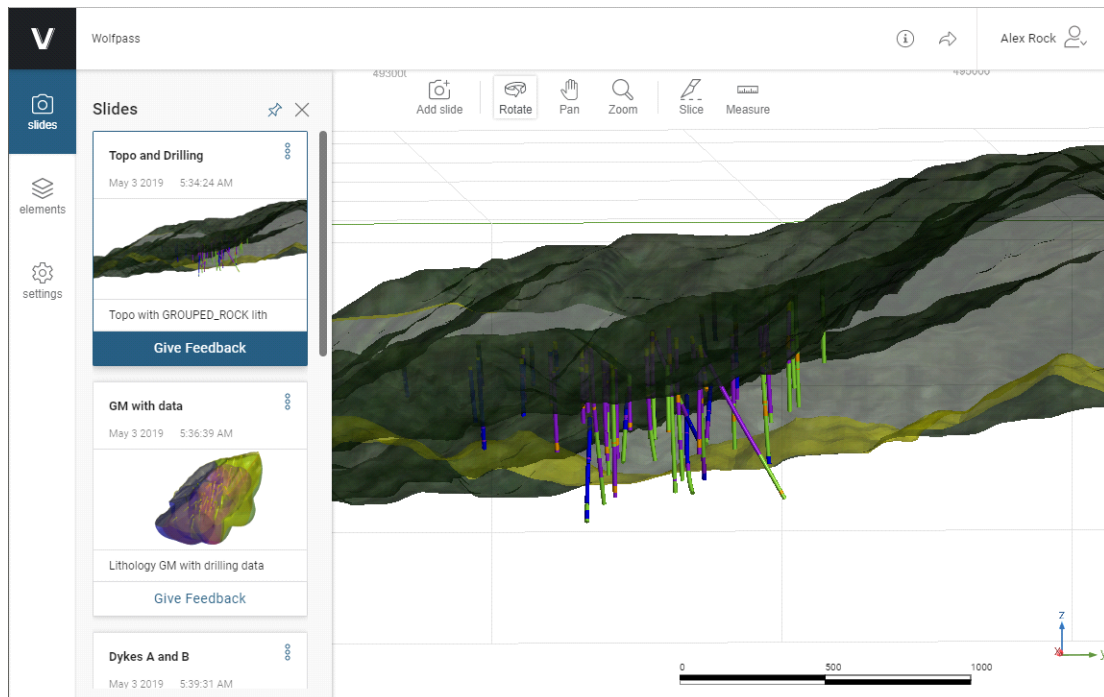 V
Wolfpass
Alex Rock
slides
elements
settings
Slides
Topo and Drilling
May 3 2019 5:34:24 AM
Topo with GROUPED_ROCK lith
Give Feedback
GM with data
May 3 2019 5:36:39 AM
Lithology GM with drilling data
Give Feedback
Dykes A and B
May 3 2019 5:39:31 AM
Add slide
Rotate
Pan
Zoom
Slice
Measure
z
x
y
0 500 1000